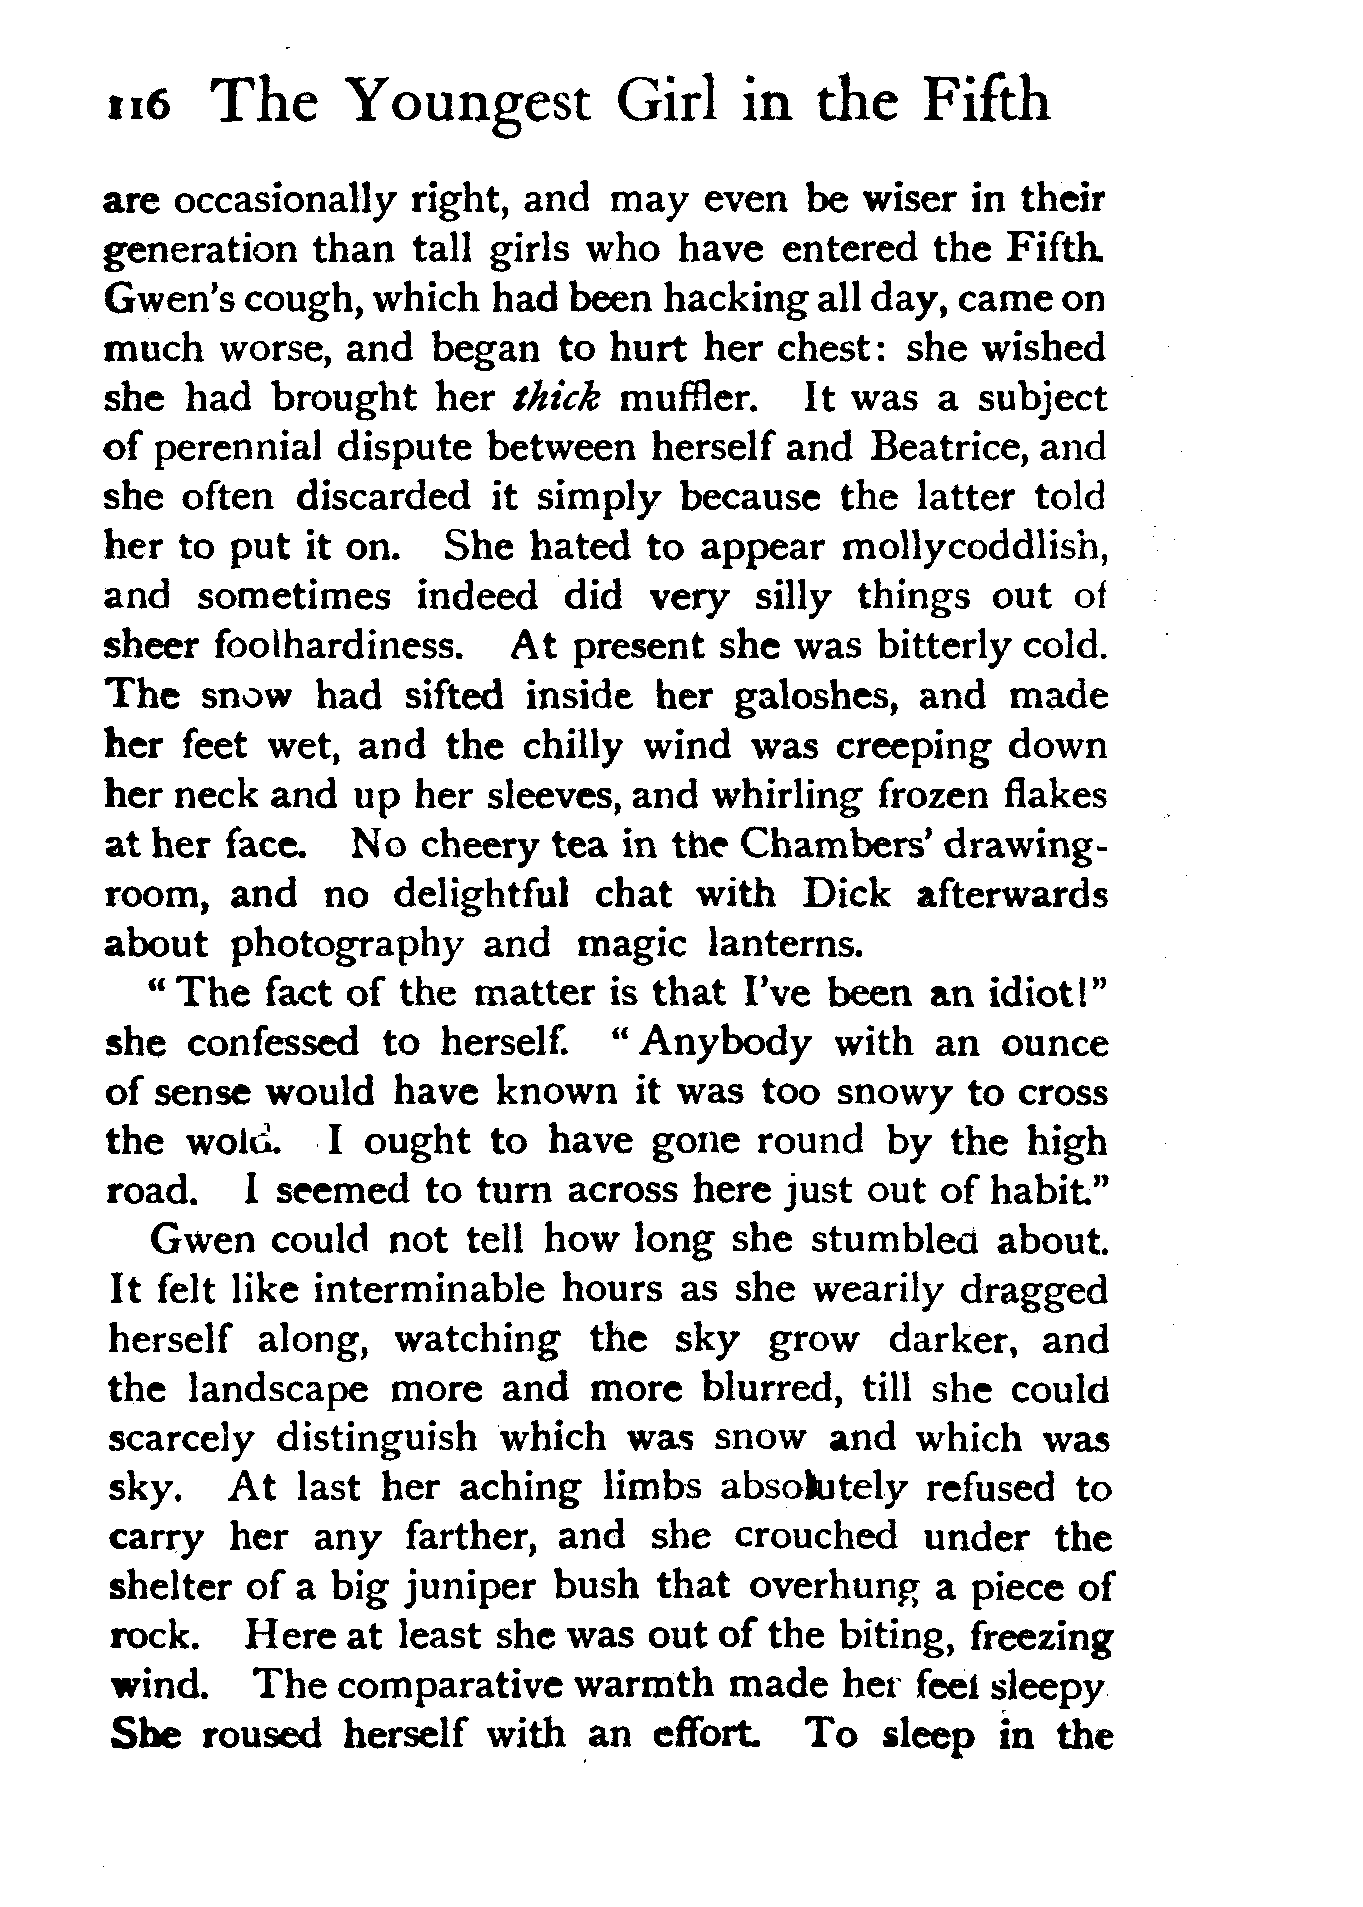 116 The Youngest Girl in the Fifth
are occasionally right, and may even be wiser in their
generation than tall girls who have entered the Fifth.
Gwen's cough, which had been hacking all day, came on
much worse, and began to hurt her chest: she wished
she had brought her thick muffler. It was a subject
of perennial dispute between herself and Beatrice, and
she often discarded it simply because the latter told
her to put it on. She hated to appear mollycoddlish,
and sometimes indeed did very silly things out of
sheer foolhardiness. At present she was bitterly cold.
The snow had sifted inside her galoshes, and made
her feet wet, and the chilly wind was creeping down
her neck and up her sleeves, and whirling frozen flakes
at her face. No cheery tea in the Chambers' drawing-
room, and no delightful chat with Dick afterwards
about photography and magic lanterns.
"The fact of the matter is that I've been an idiot!"
she confessed to herself. "Anybody with an ounce
of sense would have known it was too snowy to cross
the wold. I ought to have gone round by the high
road. I seemed to turn across here just out of habit."
Gwen could not tell how long she stumbled about.
It felt like interminable hours as she wearily dragged
herself along, watching the sky grow darker, and
the landscape more and more blurred, till she could
scarcely distinguish which was snow and which was
sky. At last her aching limbs absolutely refused to
carry her any farther, and she crouched under the
shelter of a big juniper bush that overhung a piece of
rock. Here at least she was out of the biting, freezing
wind. The comparative warmth made her feel sleepy
She roused herself with an effort. To sleep in the